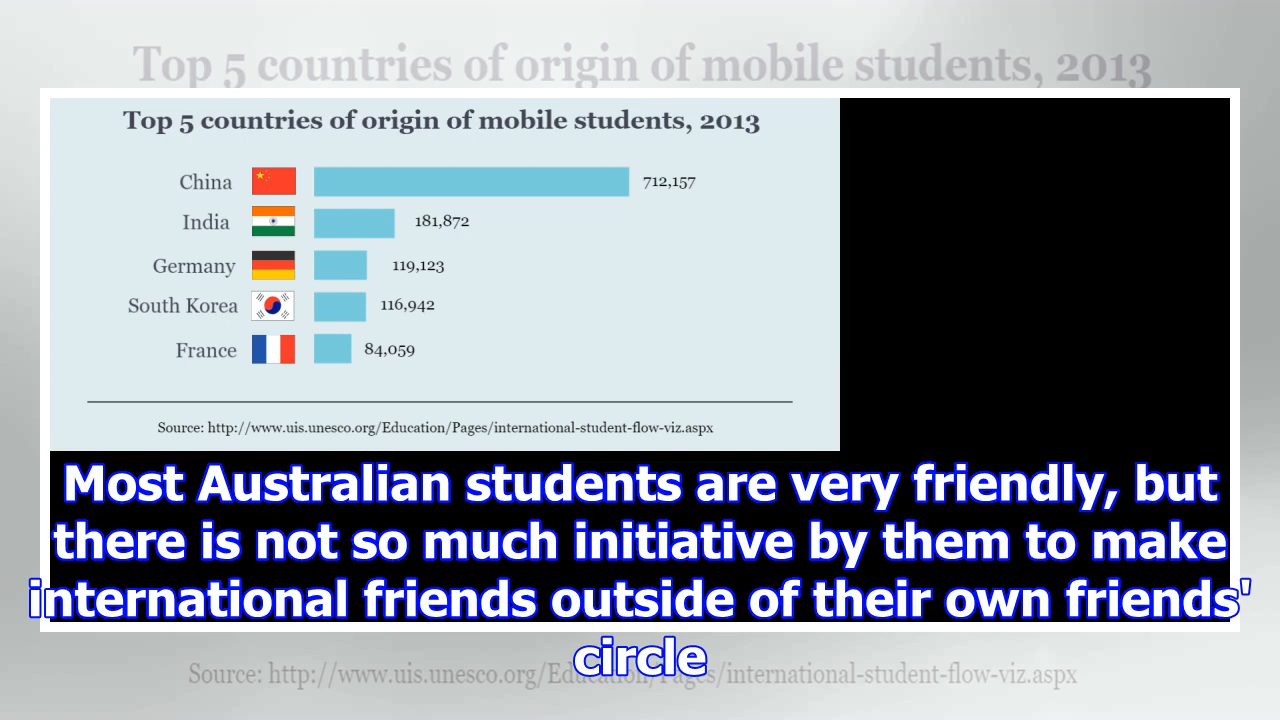 Top 5 countries of origin of mobile students, 2013
Top 5 countries of origin of mobile students, 2013
China 712,157
India 181,872
Germany 119,123
South Korea 116,942
France 84,059
Source: http://www.uis.unesco.org/Education/Pages/international-student-flow-viz.aspx
Most Australian students are very friendly, but
there is not so much initiative by them to make
international friends outside of their own friends'
circle
Source: http://www.uis.unesco.org/Education/Pages/international-student-flow-viz.aspx